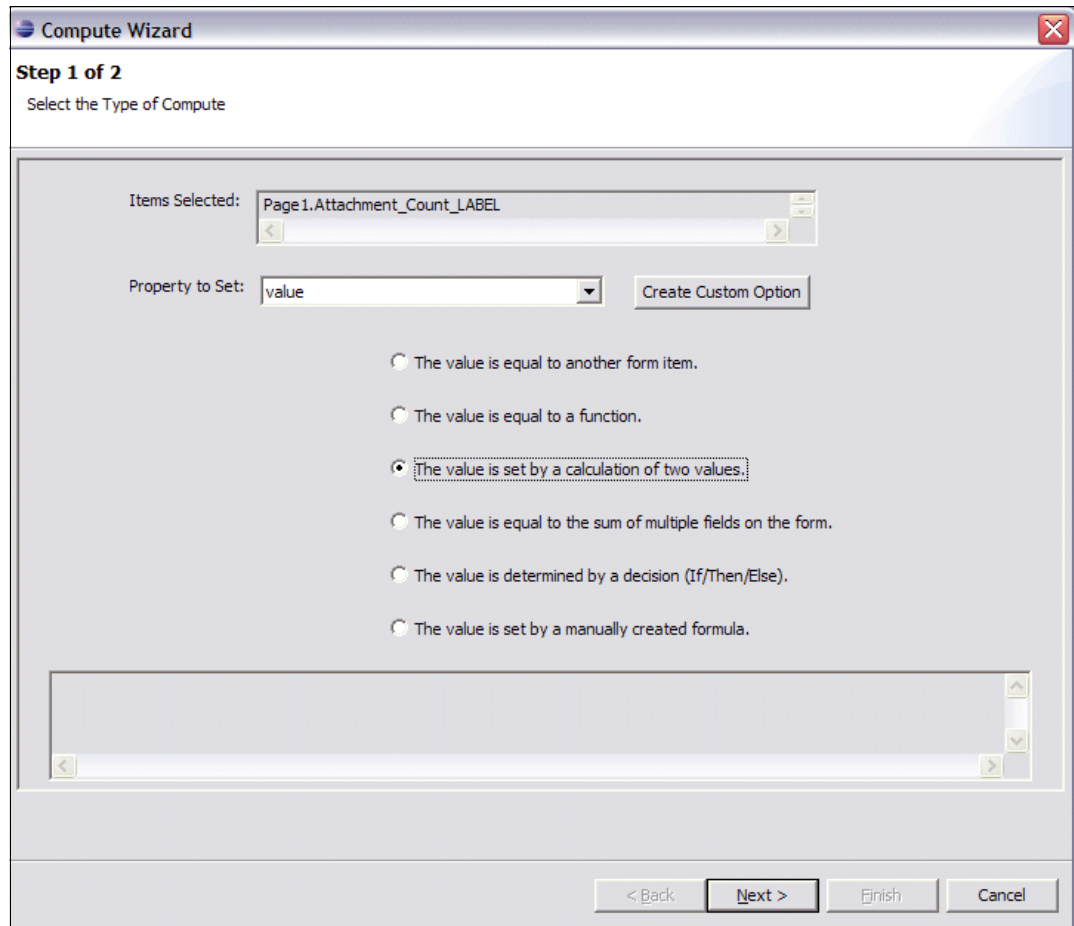 Compute Wizard
Step 1 of 2
Select the Type of Compute
Items Selected: Page1.Attachment_Count_LABEL
Property to Set: value Create Custom Option
The value is equal to another form item.
The value is equal to a function.
The value is set by a calculation of two values.
The value is equal to the sum of multiple fields on the form.
The value is determined by a decision (If/Then/Else).
The value is set by a manually created formula.
< Back Next > Finish Cancel